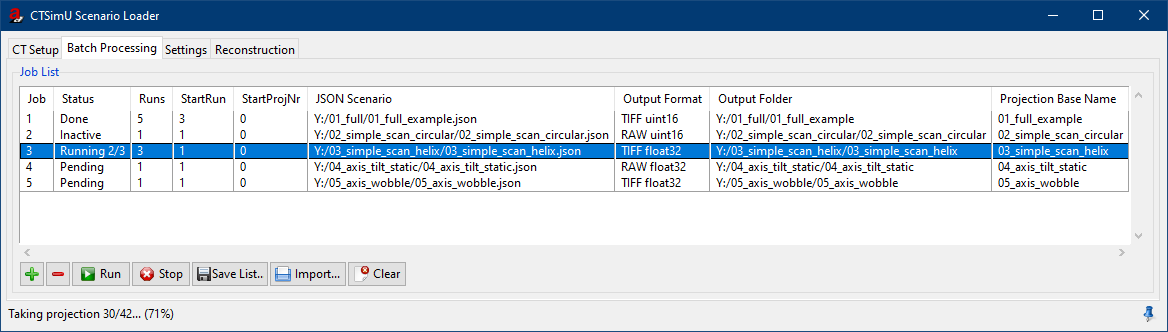 CTSimU Scenario Loader
CT Setup Batch Processing Settings Reconstruction
Job List
Job Status Runs StartRun StartProjNr JSON Scenario Output Format Output Folder Projection Base Name
1 Done 5 3 0 Y:/01_full/01_full_example.json TIFF uint16 Y:/01_full/01_full_example 01_full_example
2 Inactive 1 1 0 Y:/02_simple_scan_circular/02_simple_scan_circular.json RAW uint16 Y:/02_simple_scan_circular/02_simple_scan_circular 02_simple_scan_circular
3 Running 2/3 3 1 0 Y:/03_simple_scan_helix/03_simple_scan_helix.json TIFF float32 Y:/03_simple_scan_helix/03_simple_scan_helix 03_simple_scan_helix
4 Pending 1 1 0 Y:/04_axis_tilt_static/04_axis_tilt_static.json RAW float32 Y:/04_axis_tilt_static/04_axis_tilt_static 04_axis_tilt_static
5 Pending 1 1 0 Y:/05_axis_wobble/05_axis_wobble.json TIFF float32 Y:/05_axis_wobble/05_axis_wobble 05_axis_wobble
Run Stop Save List.. Import... Clear
Taking projection 30/42... (71%)